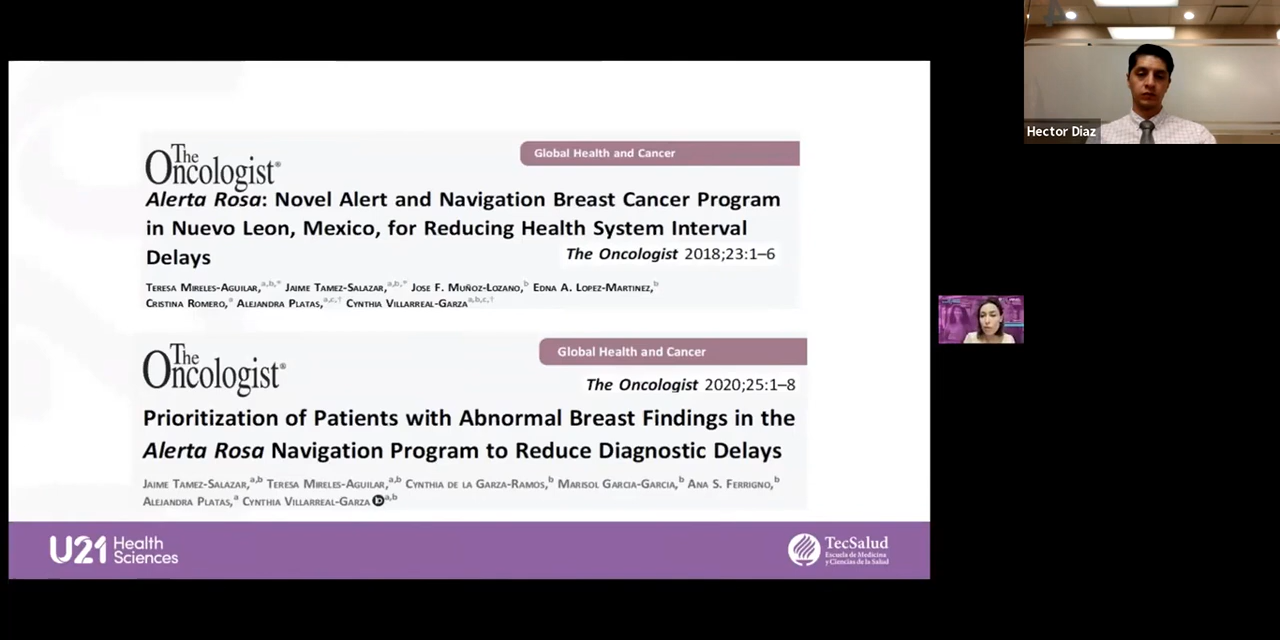 The
Oncologist®
Global Health and Cancer
Alerta Rosa: Novel Alert and Navigation Breast Cancer Program
in Nuevo Leon, Mexico, for Reducing Health System Interval
Delays
The Oncologist 2018;23:1–6
Teresa Mireles-Aguilar,a,b,* Jaime Tamez-Salazar,a,b,* Jose F. Muñoz-Lozano,b Edna A. Lopez-Martinez,b
Cristina Romero,a Alejandra Platas,a,c,† Cynthia Villarreal-Garzaa,b,c,†
The
Oncologist®
Global Health and Cancer
The Oncologist 2020;25:1–8
Prioritization of Patients with Abnormal Breast Findings in the
Alerta Rosa Navigation Program to Reduce Diagnostic Delays
Jaime Tamez-Salazar,a,b Teresa Mireles-Aguilar,a,b Cynthia de la Garza-Ramos,b Marisol Garcia-Garcia,b Ana S. Ferrigno,b
Alejandra Platas,a Cynthia Villarreal-Garza iD a,b
U21 Health
Sciences
TecSalud
Escuela de Medicina
y Ciencias de la Salud
Hector Diaz